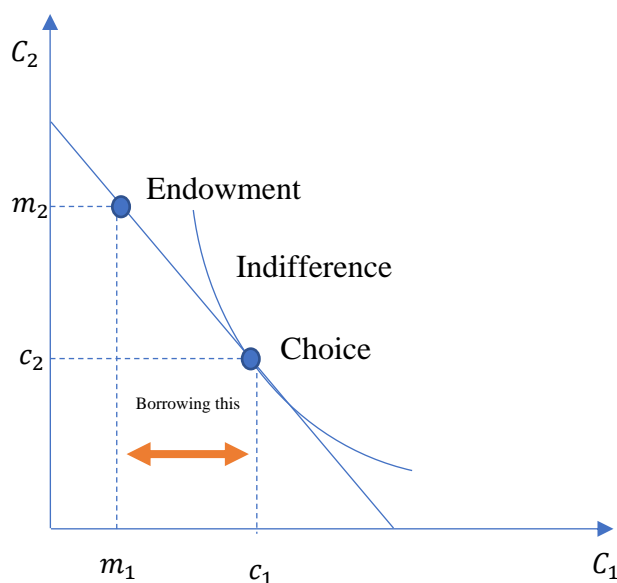 C₂
Endowment
m₂
Indifference
c₂
Choice
Borrowing this
m₁
c₁
C₁